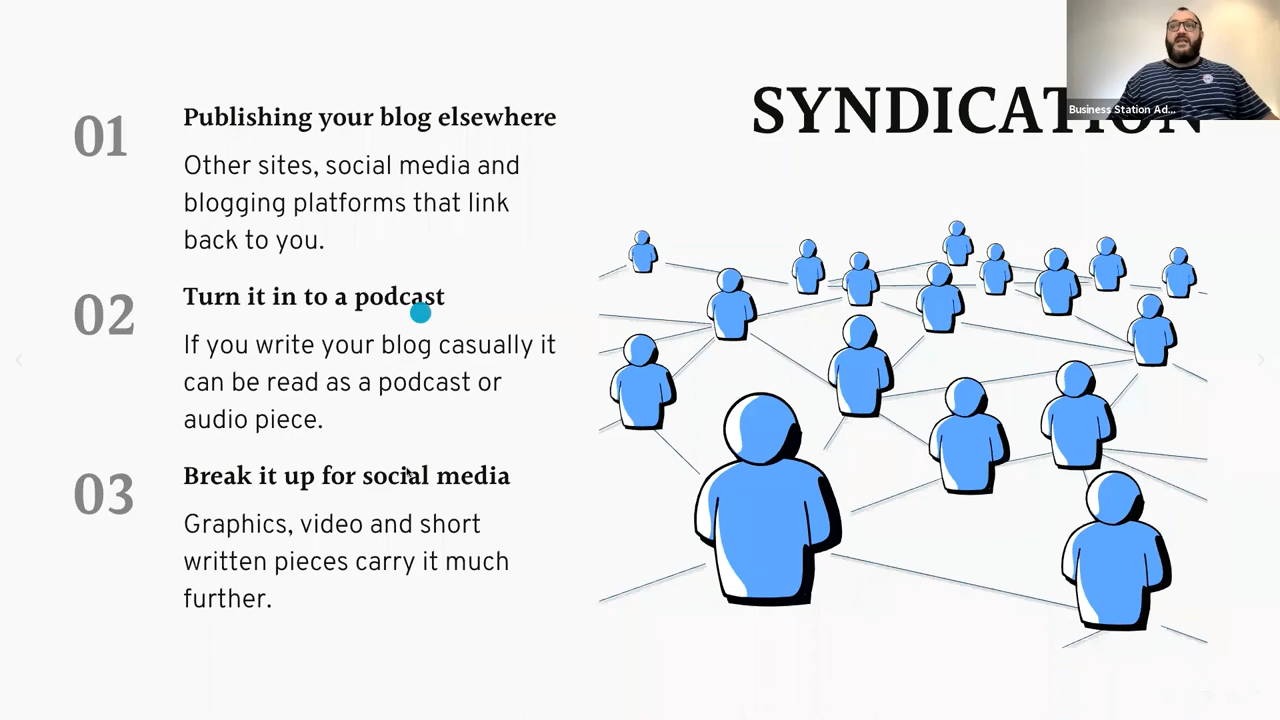 SYNDICATION
Business Station Ad...
01
Publishing your blog elsewhere
Other sites, social media and
blogging platforms that link
back to you.
02
Turn it in to a podcast
If you write your blog casually it
can be read as a podcast or
audio piece.
03
Break it up for social media
Graphics, video and short
written pieces carry it much
further.